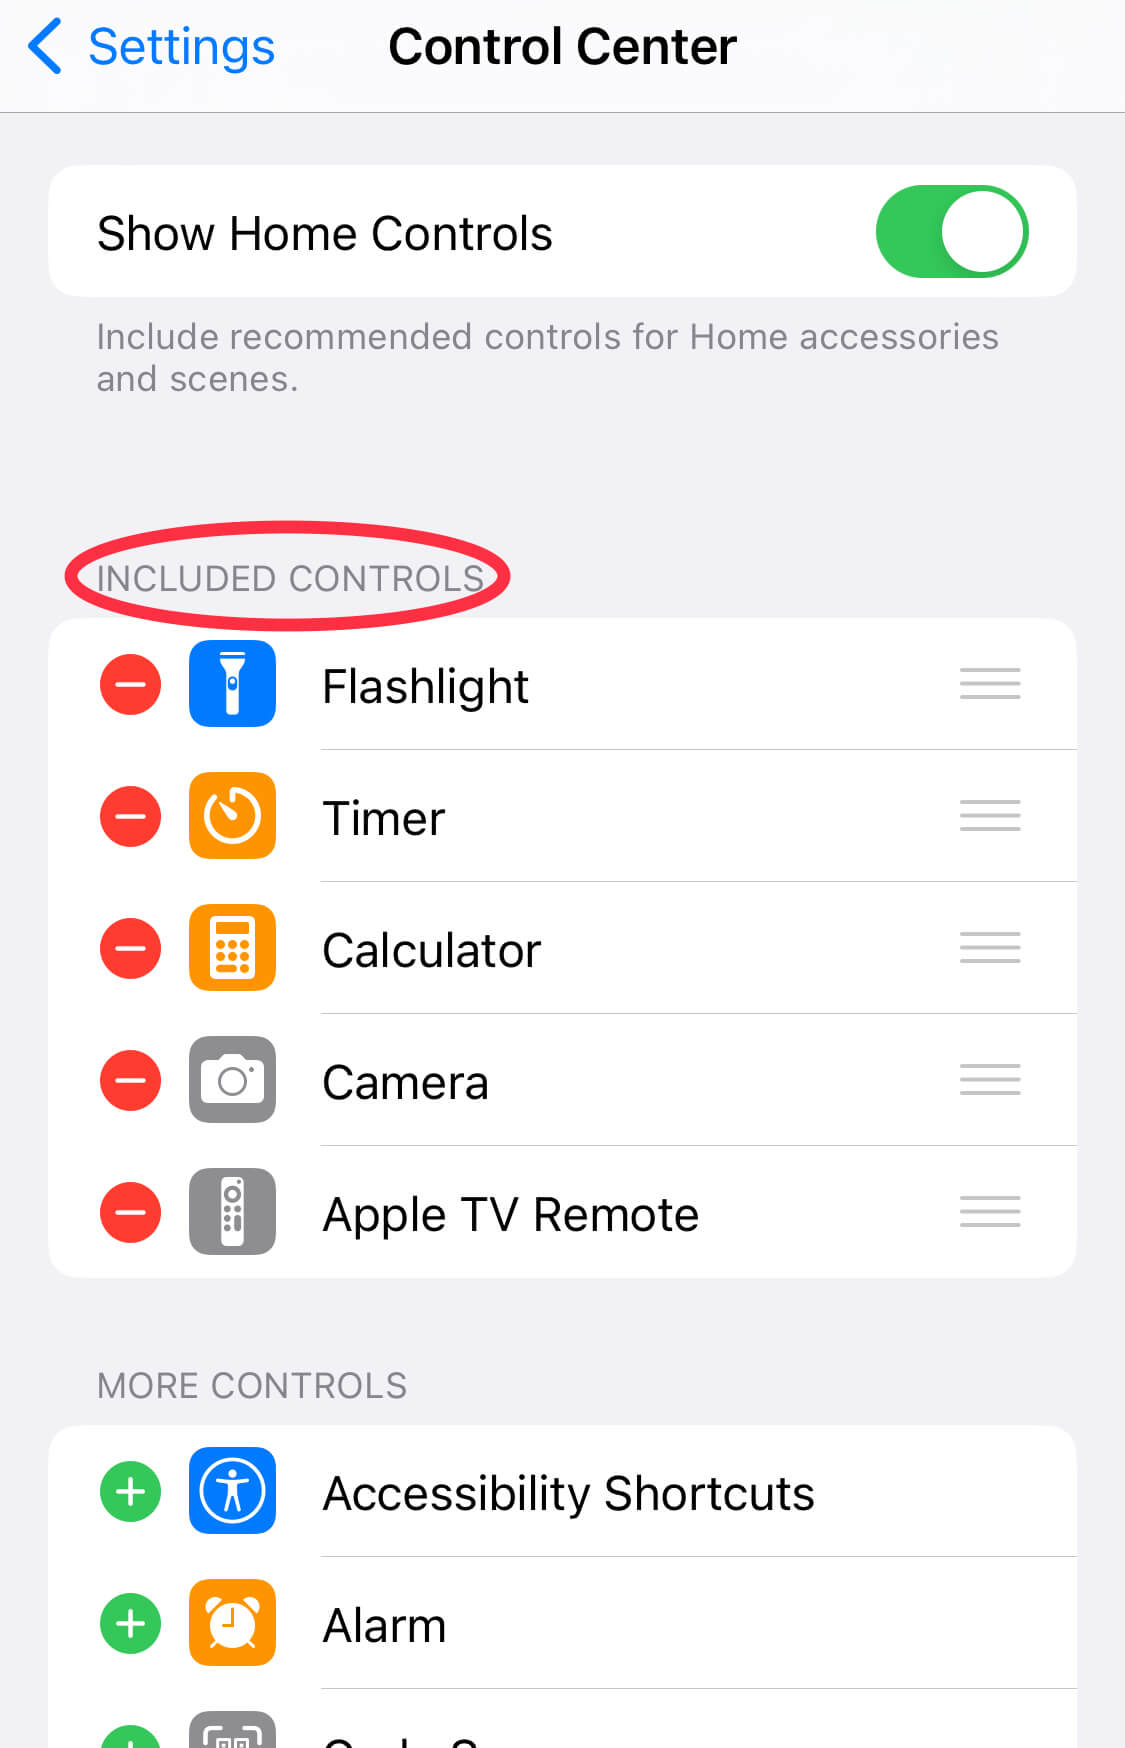 Settings
Control Center
Show Home Controls
Include recommended controls for Home accessories
and scenes.
INCLUDED CONTROLS
Flashlight
Timer
Calculator
Camera
Apple TV Remote
MORE CONTROLS
Accessibility Shortcuts
Alarm